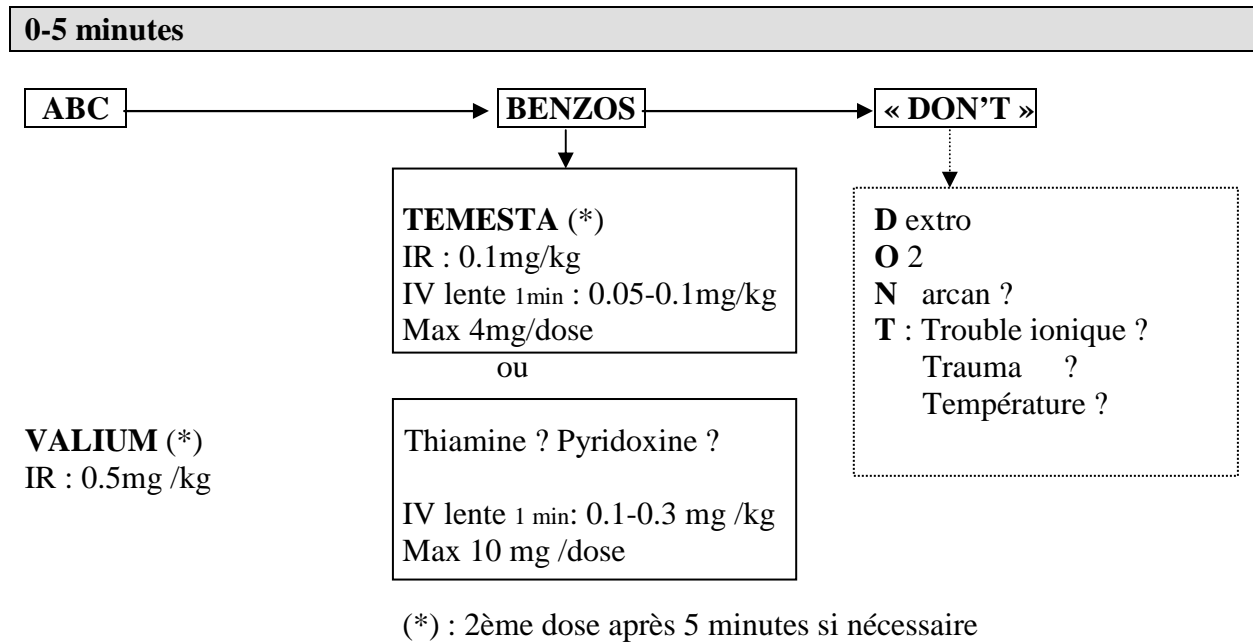 0-5 minutes
ABC
BENZOS
« DON'T »
TEMESTA (*)
IR : 0.1mg/kg
IV lente 1min : 0.05-0.1mg/kg
Max 4mg/dose
ou
D extro
O 2
N arcan ?
T : Trouble ionique ?
Trauma ?
Température ?
VALIUM (*)
IR : 0.5mg /kg
Thiamine ? Pyridoxine ?
IV lente 1 min: 0.1-0.3 mg /kg
Max 10 mg /dose
(*) : 2ème dose après 5 minutes si nécessaire